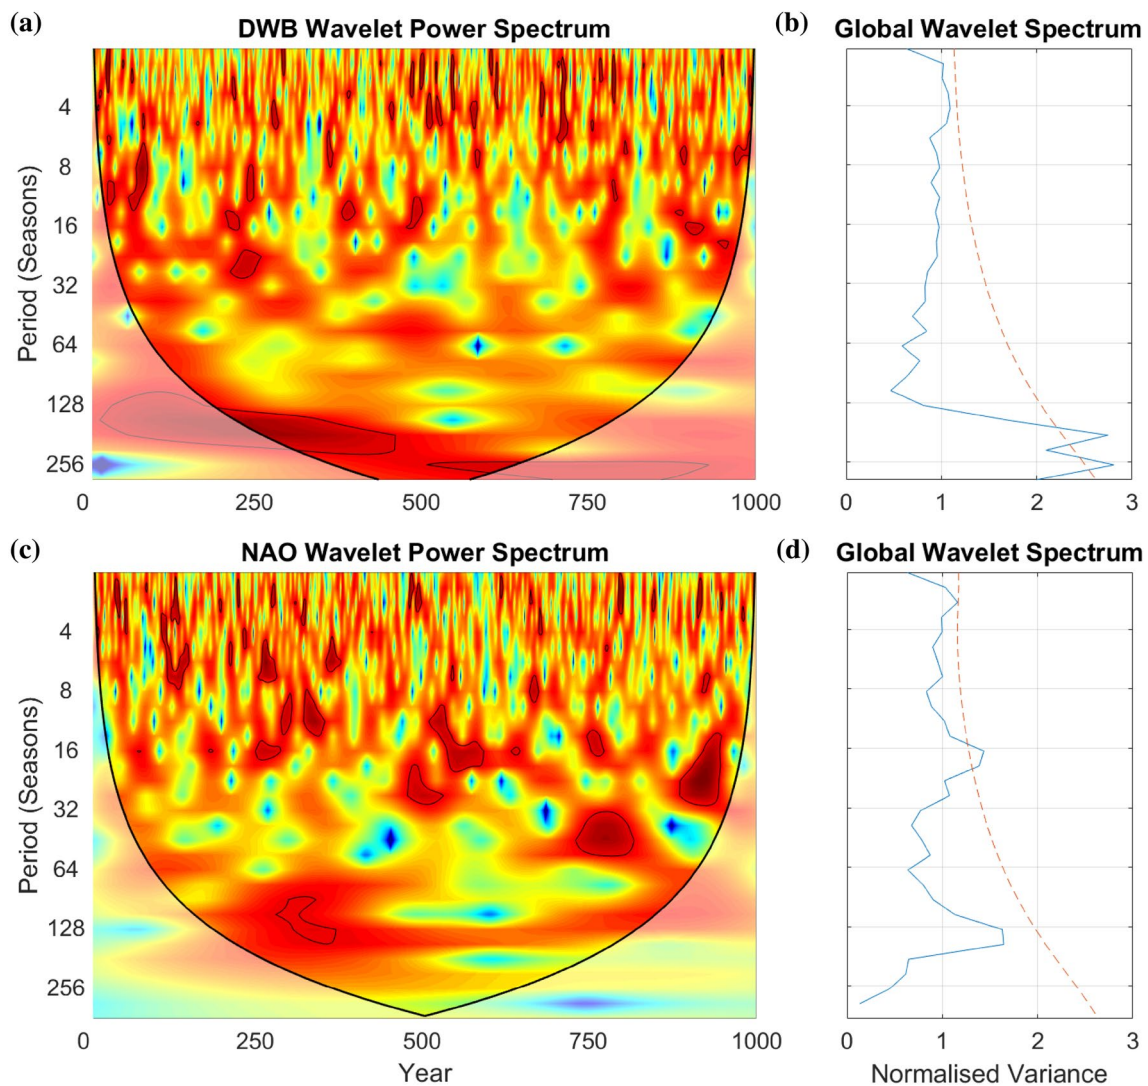 (a)
DWB Wavelet Power Spectrum
(b)
Global Wavelet Spectrum
Period (Seasons)
4
8
16
32
64
128
256
0
250
500
750
1000
0
1
2
3
(c)
NAO Wavelet Power Spectrum
(d)
Global Wavelet Spectrum
Period (Seasons)
4
8
16
32
64
128
256
0
250
500
750
1000
Year
0
1
2
3
Normalised Variance